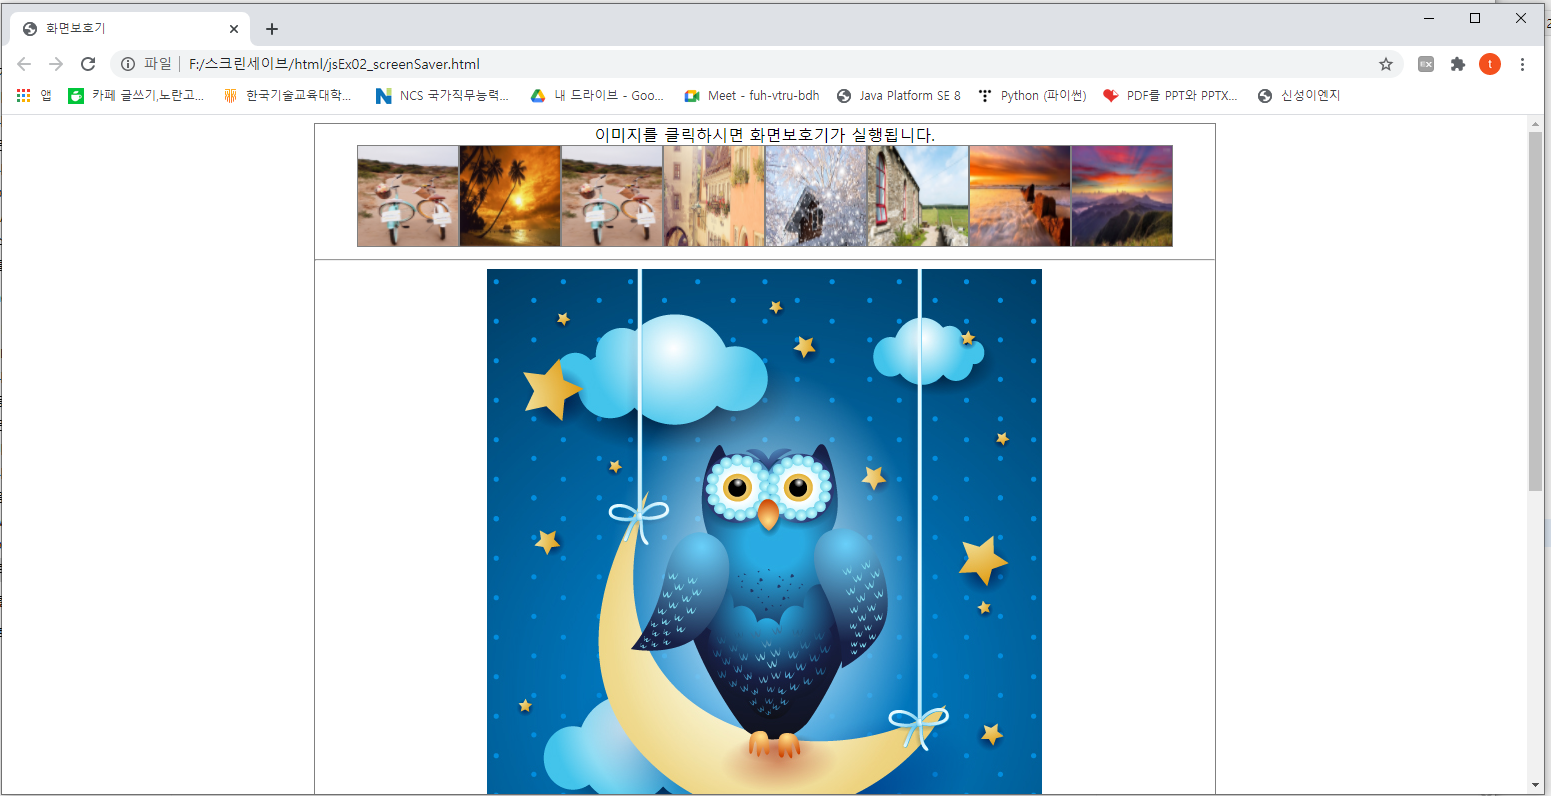 화면보호기
파일 F:/스크린세이브/html/jsEx02_screenSaver.html
EX
t
앱 카페 글쓰기,노란고... 한국기술교육대학... NCS 국가직무능력... 내 드라이브 - Goo... Meet - fuh-vtru-bdh Java Platform SE 8 Python (파이썬) PDF를 PPT와 PPTX... 신성이엔지
이미지를 클릭하시면 화면보호기가 실행됩니다.